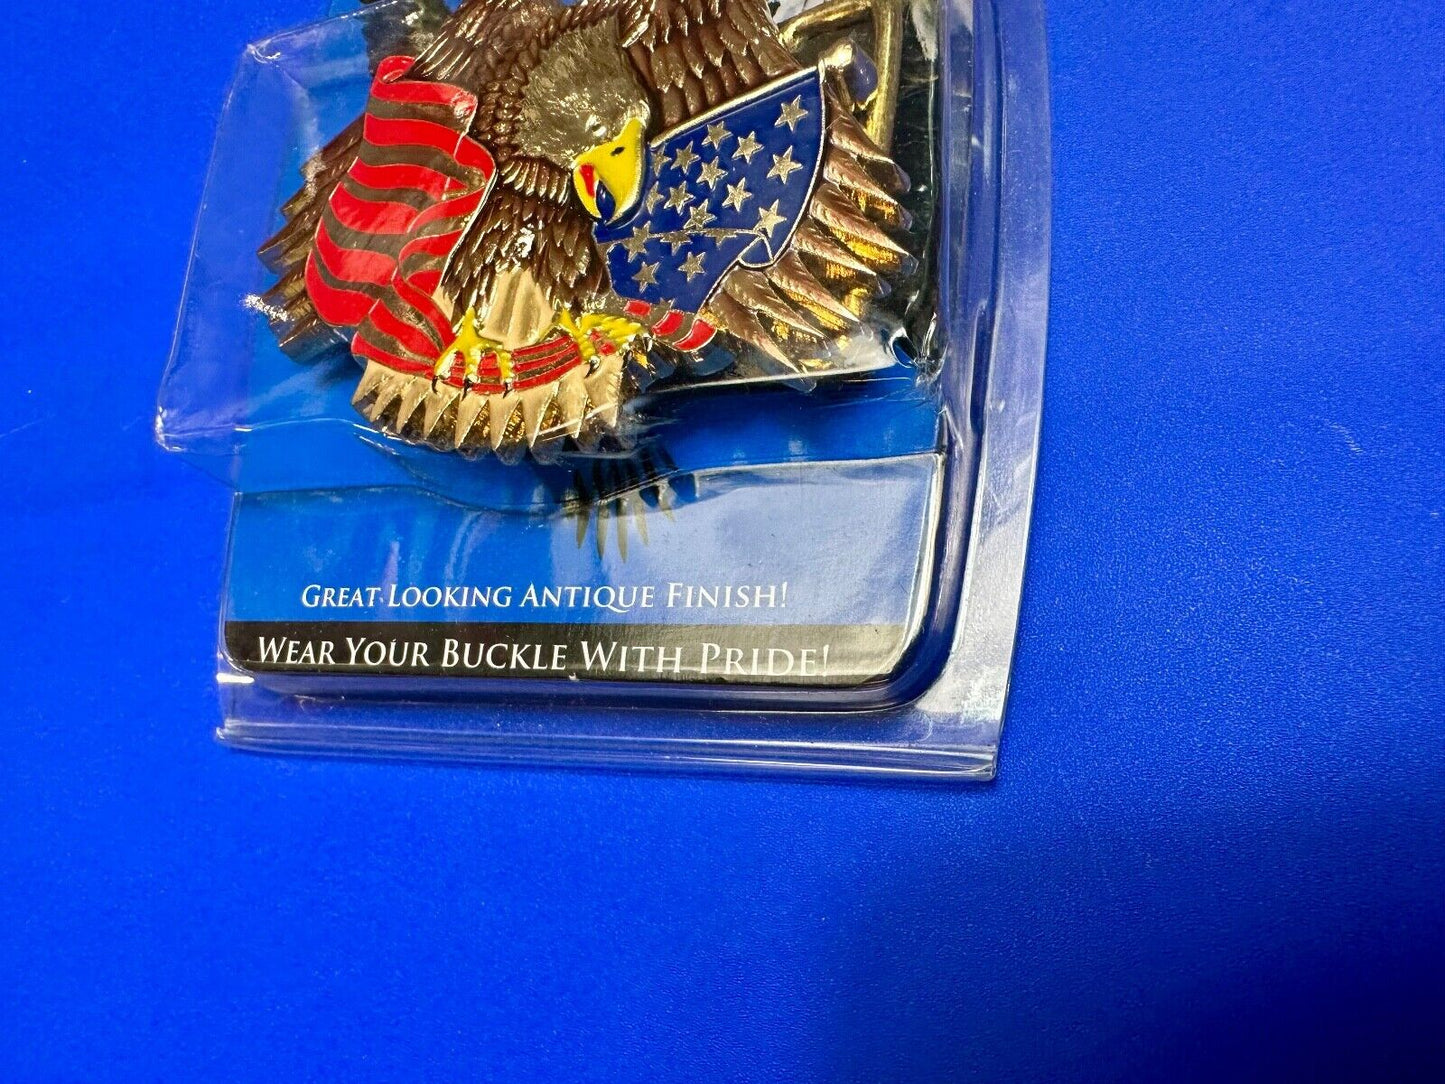 GREAT LOOKING ANTIQUE FINISH!
WEAR YOUR BUCKLE WITH PRIDE!